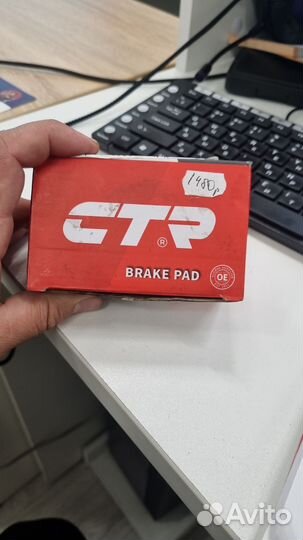 1480р
CTR
®
BRAKE PAD
OE
Avito